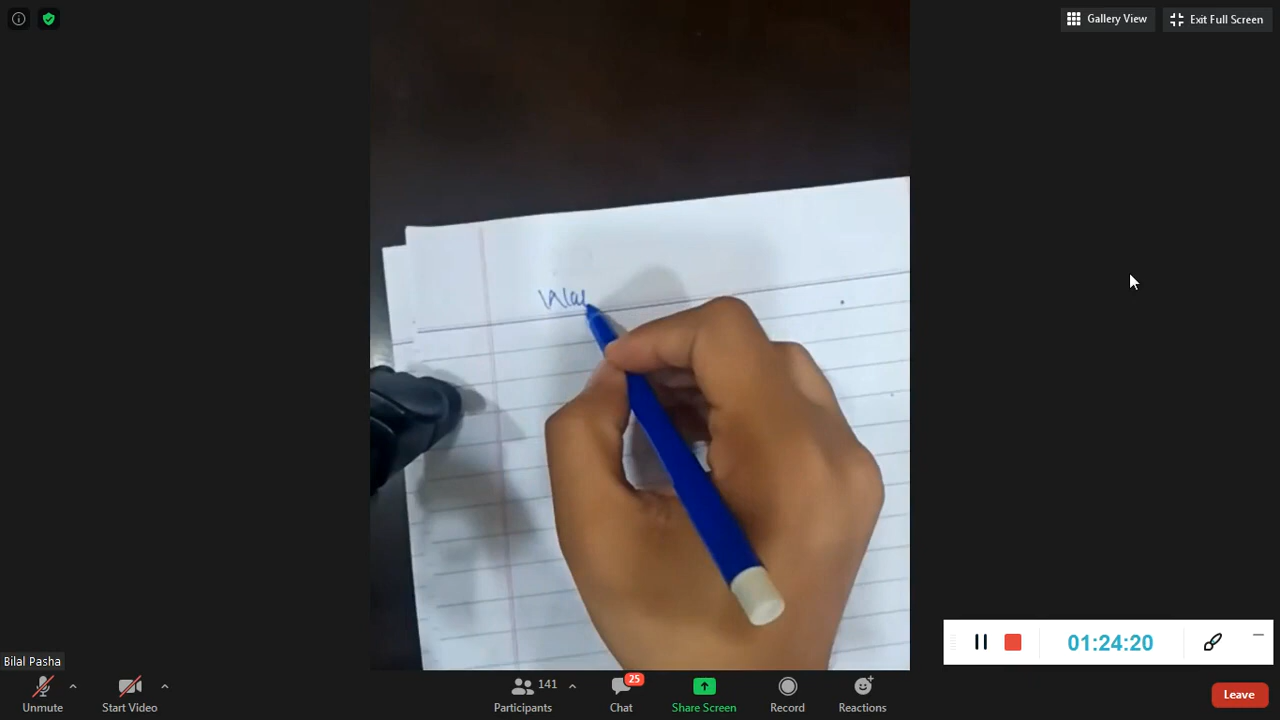 Gallery View
Exit Full Screen
01:24:20
Bilal Pasha
Unmute
Start Video
141
Participants
25
Chat
Share Screen
Record
Reactions
Leave